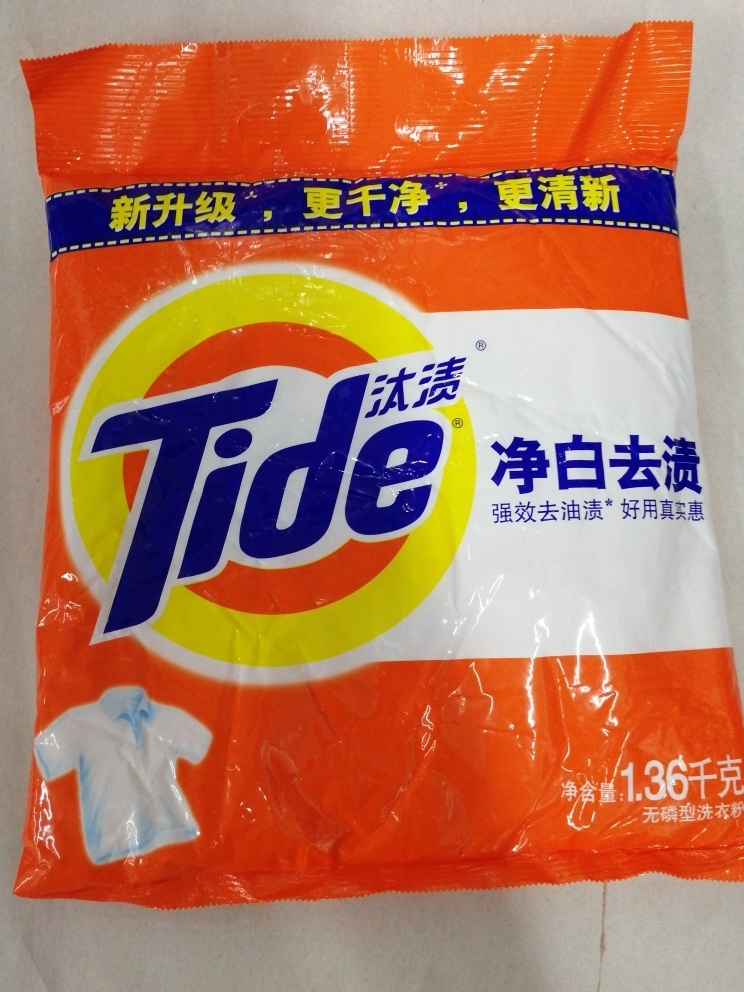 新升级*，更干净*，更清新
汰渍®
Tide®
净白去渍
强效去油渍* 好用真实惠
净含量:1.36千克
无磷型洗衣粉